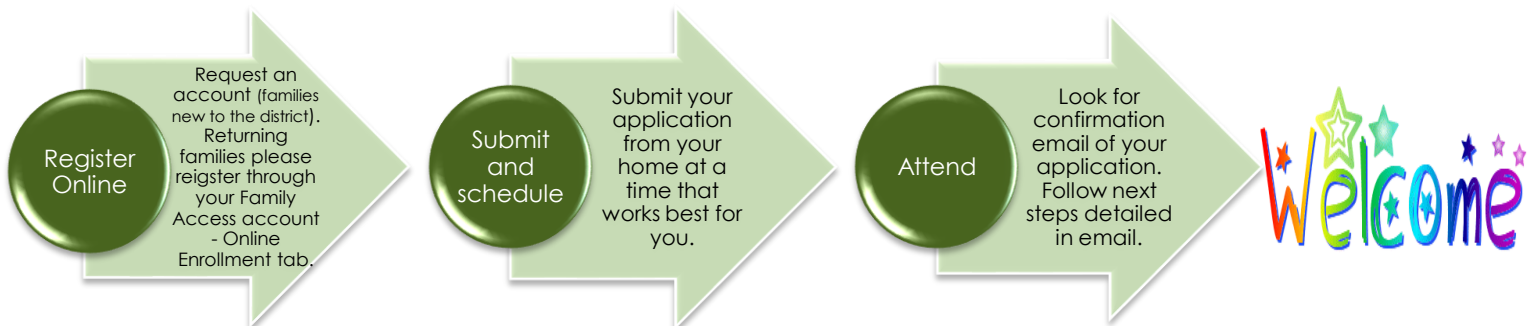 Register
Online
Request an
account (families
new to the district).
Returning
families please
reigster through
your Family
Access account
- Online
Enrollment tab.
Submit
and
schedule
Submit your
application
from your
home at a
time that
works best for
you.
Attend
Look for
confirmation
email of your
application.
Follow next
steps detailed
in email.
Welcome